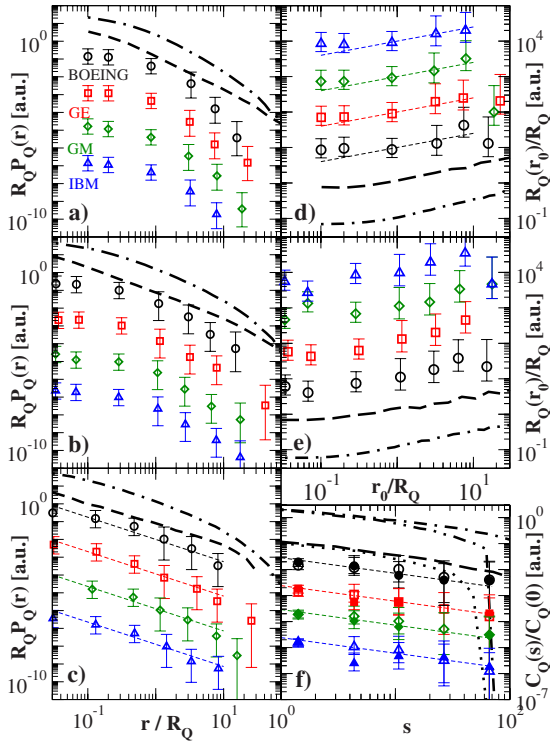 R_Q P_Q(r) [a.u.]
10^0
10^-10
BOEING
GE
GM
IBM
a)
d)
10^4
10^-1
R_Q(r_0)/R_Q [a.u.]
R_Q P_Q(r) [a.u.]
10^0
10^-10
b)
e)
10^4
10^-1
R_Q(r_0)/R_Q [a.u.]
10^-1
r_0/R_Q
10^1
R_Q P_Q(r) [a.u.]
10^0
10^-10
c)
f)
10^0
10^-7
C_Q(s)/C_Q(0) [a.u.]
10^-1
10^0
10^1
r / R_Q
10^0
s
10^2